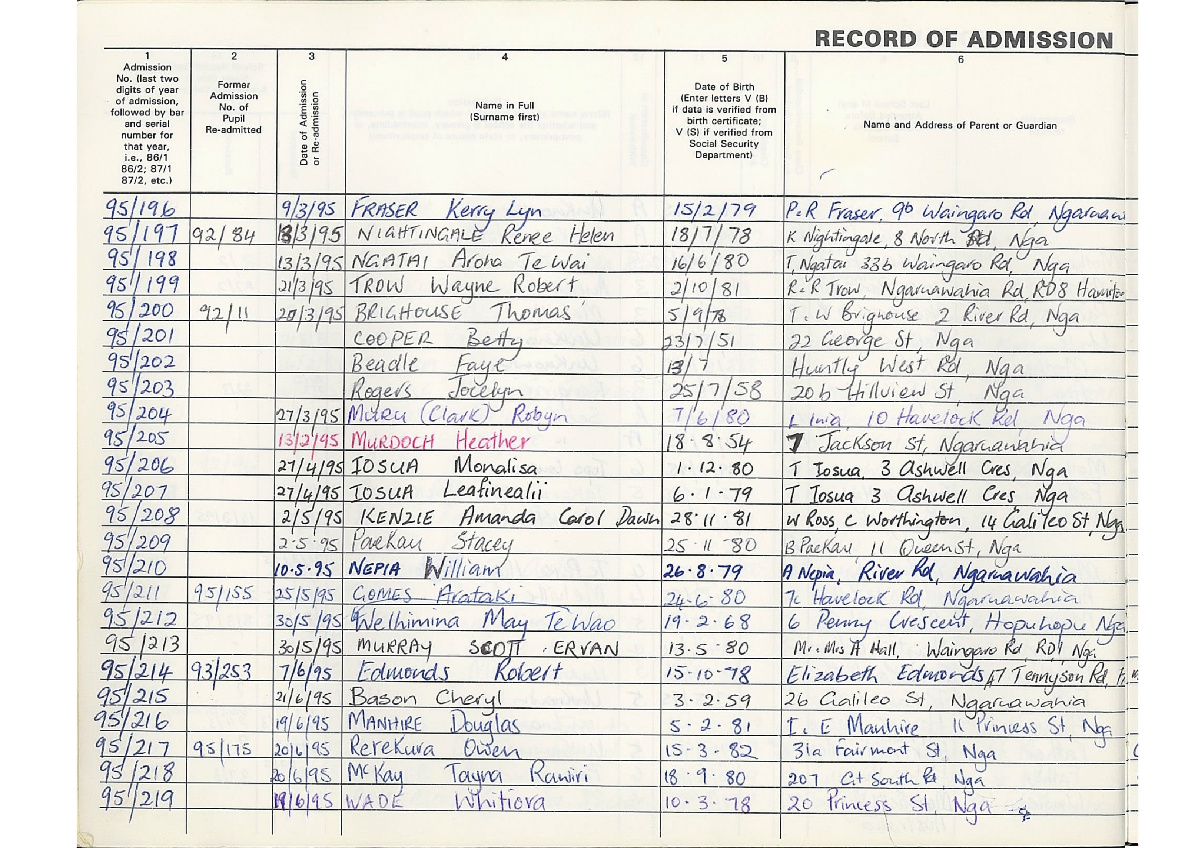 RECORD OF ADMISSION
1 2 3 4 5 6
Admission No. (last two digits of year of admission, followed by bar and serial number for that year, i.e., 86/1 86/2; 87/1 87/2, etc.)
Former Admission No. of Pupil Re-admitted
Date of Admission or Re-admission
Name in Full (Surname first)
Date of Birth (Enter letters V (B) if data is verified from birth certificate; V (S) if verified from Social Security Department)
Name and Address of Parent or Guardian
95/196 9/3/95 FRASER Kerry Lyn 15/2/79 P & R Fraser, 9b Waingaro Rd, Ngaruaw
95/197 92/84 /3/95 NIGHTINGALE Renee Helen 18/7/78 K Nightingale, 8 North Rd, Nga
95/198 13/3/95 NGATAI Aroha Te Wai 16/6/80 T, Ngatai 33b Waingaro Rd, Nga
95/199 21/3/95 TROW Wayne Robert 2/10/81 R & R Trow, Ngaruawahia Rd, RD8
95/200 92/11 20/3/95 BRIGHOUSE Thomas 5/9/78 T & W Brighouse 2 River Rd, Nga
95/201 COOPER Betty 23/7/51 22 George St, Nga
95/202 Beadle Faye 13/7 Huntly West Rd, Nga
95/203 Rogers Jocelyn 25/7/58 20b Hillview St, Nga
95/204 27/3/95 Muru (Clark) Robyn 7/6/80 L Inia, 10 Havelock Rd, Nga
95/205 13/2/95 MURDOCH Heather 18·8·54 7 Jackson St, Ngaruawahia
95/206 27/4/95 IOSUA Monalisa 1·12·80 T Iosua, 3 Ashwell Cres, Nga
95/207 27/4/95 IOSUA Leafinealii 6·1·79 T Iosua 3 Ashwell Cres, Nga
95/208 2/5/95 KENZIE Amanda Carol Dawn 28·11·81 W Ross, C Worthington, 14 Galileo St, Nga
95/209 2·5·95 PaeKau Stacey 25·11·80 B PaeKau, 11 Queen St, Nga
95/210 10·5·95 NEPIA William 26·8·79 A Nepia, River Rd, Ngaruawahia
95/211 95/155 25/5/95 GOMES Arataki 24·6·80 7c Havelock Rd, Ngaruawahia
95/212 30/5/95 Welhimina May Te Wao 19·2·68 6 Penny Crescent, Hopuhopu Nga
95/213 30/5/95 MURRAY SCOTT ERVAN 13·5·80 Mr & Mrs A Hall, Waingaro Rd, RD1, Nga
95/214 93/253 7/6/95 Edmonds Robert 15·10·78 Elizabeth Edmonds, 47 Tennyson Rd,
95/215 21/6/95 Bason Cheryl 3·2·59 26 Galileo St, Ngaruawahia
95/216 19/6/95 MANHIRE Douglas 5·2·81 I & E Manhire 11 Princess St, Nga
95/217 95/175 20/6/95 Rerekura Owen 15·3·82 31a Fairmont St, Nga
95/218 20/6/95 McKay Tayna Rawiri 18·9·80 207 Gt South Rd, Nga
95/219 19/6/95 WADE Whitiora 10·3·78 20 Princess St, Nga